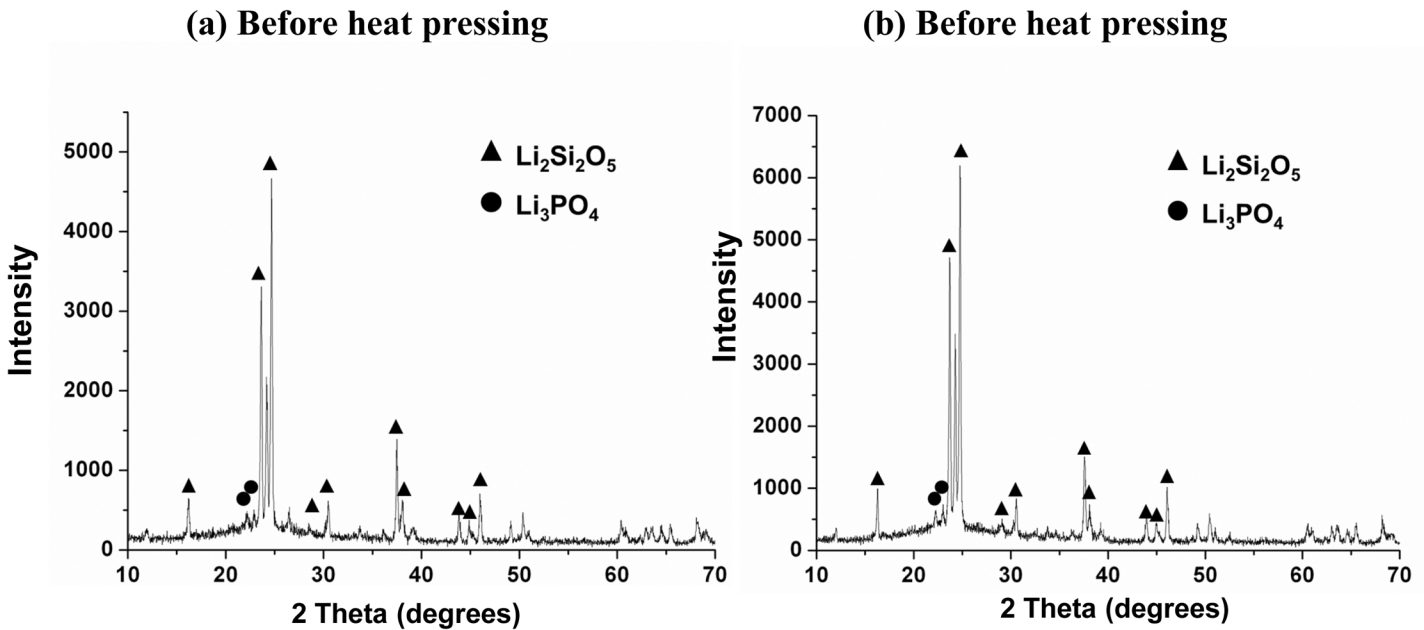 (a) Before heat pressing
5000
4000
3000
2000
1000
0
Intensity
▲ Li₂Si₂O₅
● Li₃PO₄
10 20 30 40 50 60 70
2 Theta (degrees)
(b) Before heat pressing
7000
6000
5000
4000
3000
2000
1000
0
Intensity
▲ Li₂Si₂O₅
● Li₃PO₄
10 20 30 40 50 60 70
2 Theta (degrees)